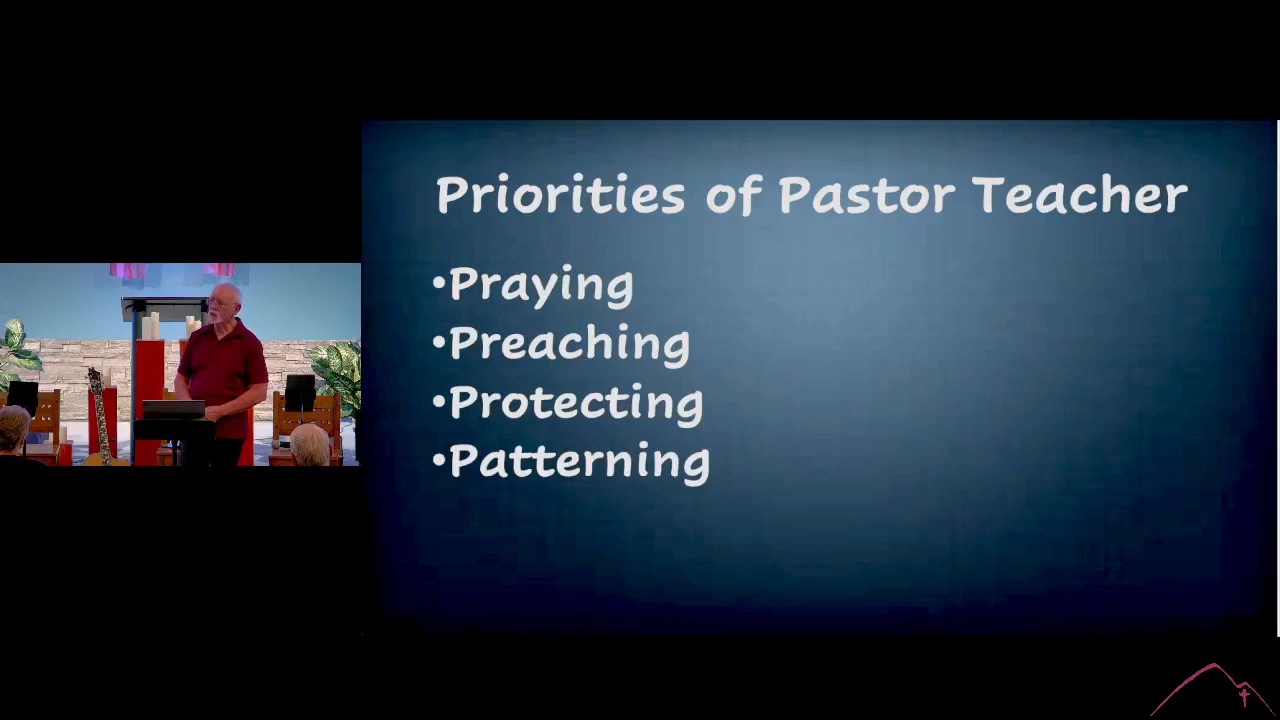 Priorities of Pastor Teacher
•Praying
•Preaching
•Protecting
•Patterning